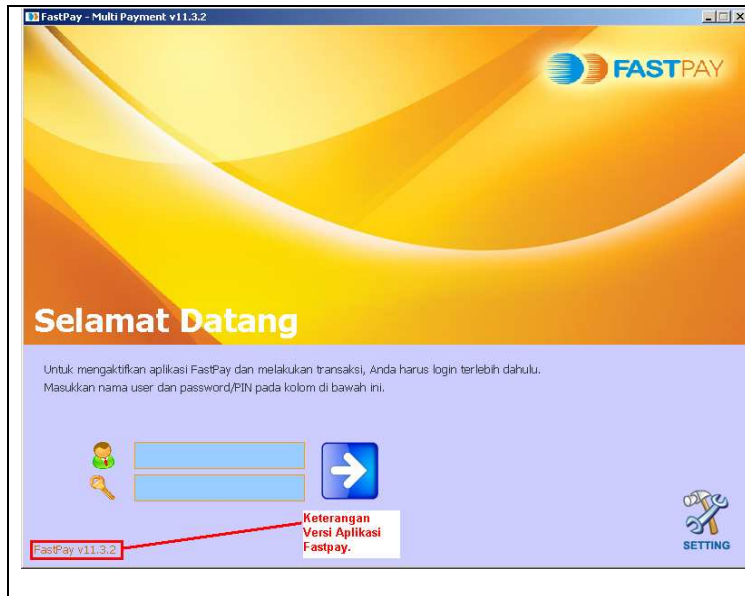 FastPay - Multi Payment v11.3.2
FASTPAY
Selamat Datang
Untuk mengaktifkan aplikasi FastPay dan melakukan transaksi, Anda harus login terlebih dahulu.
Masukkan nama user dan password/PIN pada kolom di bawah ini.
Keterangan
Versi Aplikasi
Fastpay.
FastPay v11.3.2
SETTING